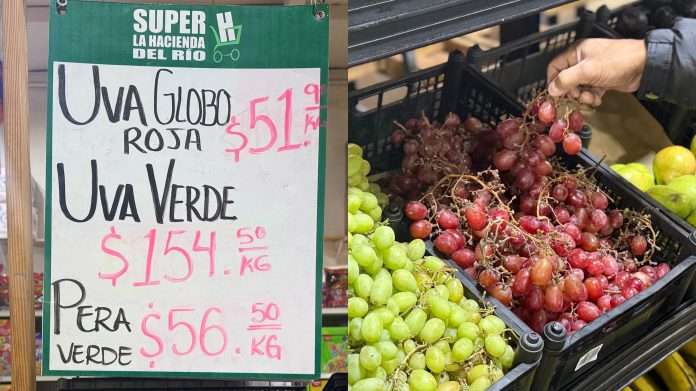 SUPER H
LA HACIENDA
DEL RÍO
UVA GLOBO
ROJA $51.9
KG
UVA VERDE
$154.50
KG
PERA
VERDE $56.50
KG